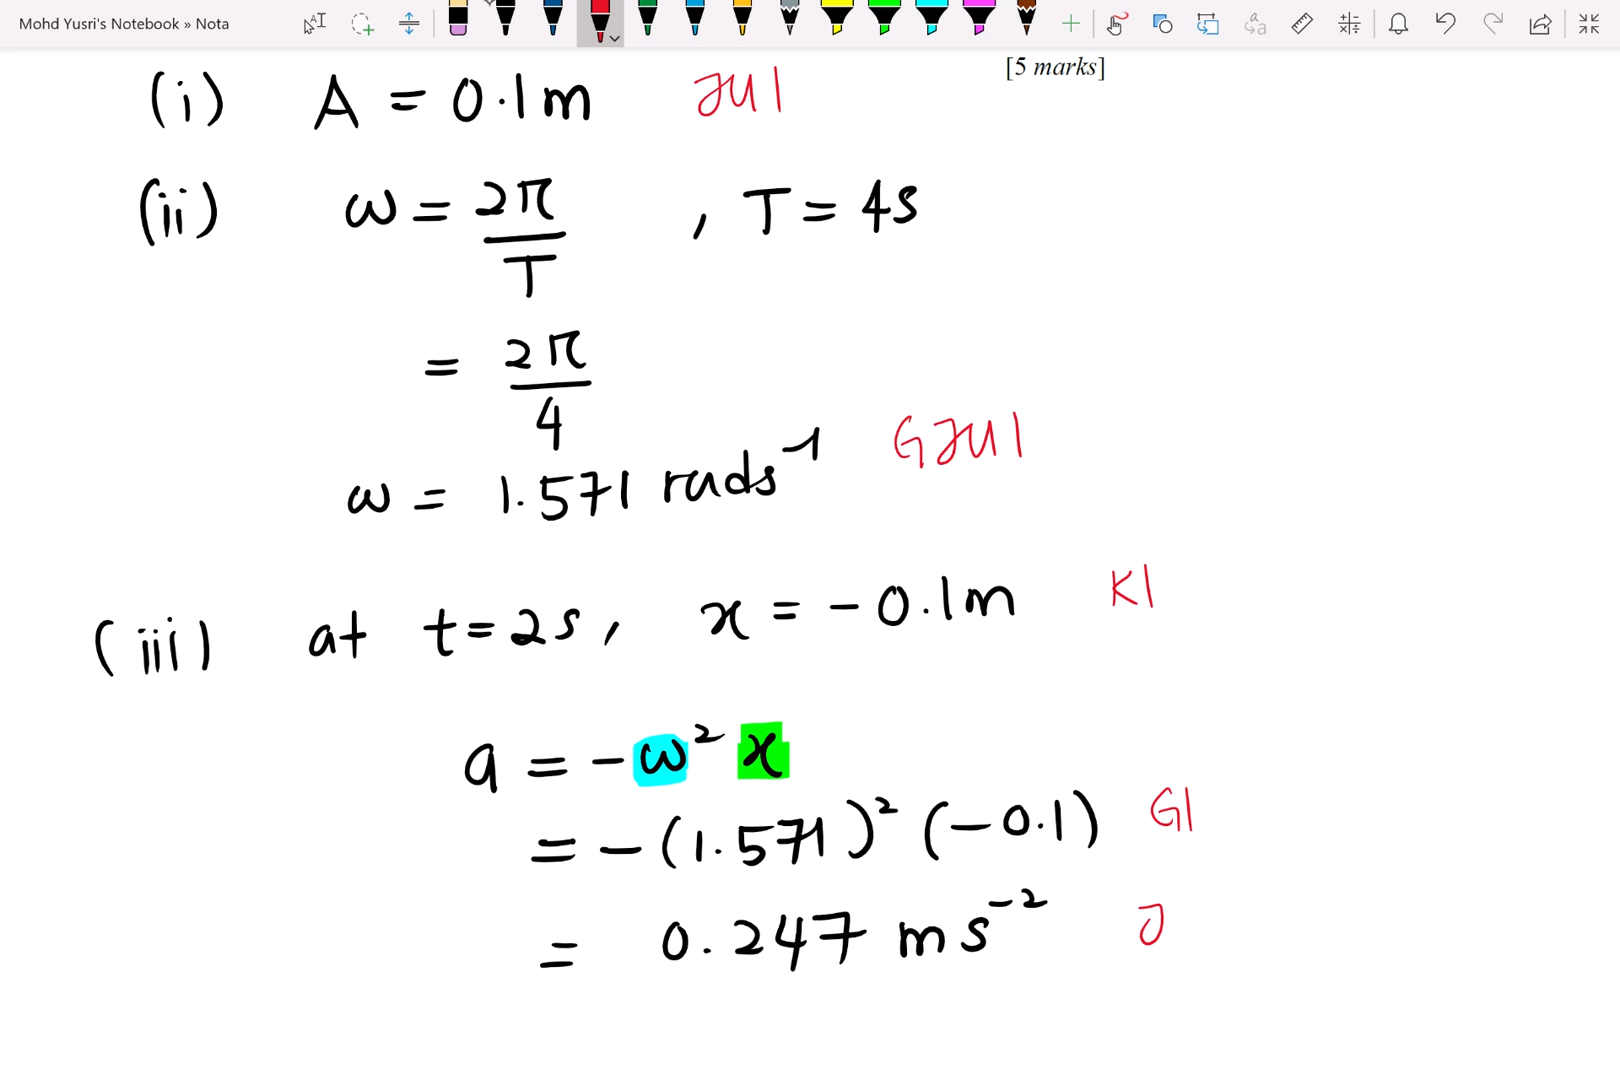 Mohd Yusri's Notebook » Nota
[5 marks]
(i) A = 0.1m JU1
(ii) ω = 2π/T , T = 4s
= 2π/4
ω = 1.571 rads⁻¹ GJU1
(iii) at t=2s, x = -0.1m K1
a = -ω² x
= -(1.571)² (-0.1) G1
= 0.247 ms⁻² J